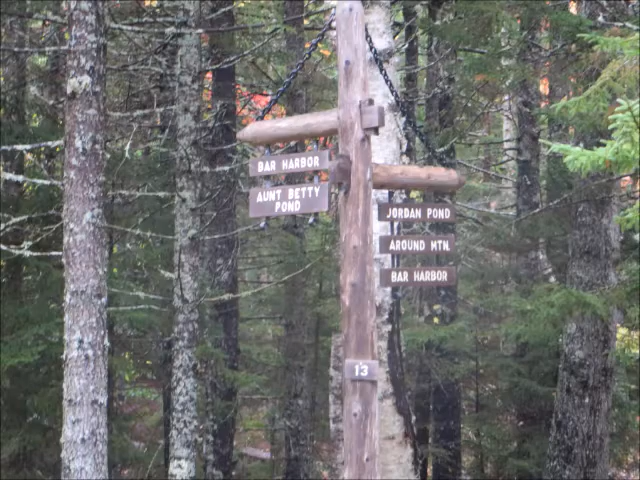 BAR HARBOR
AUNT BETTY
POND
JORDAN POND
AROUND MTN.
BAR HARBOR
13